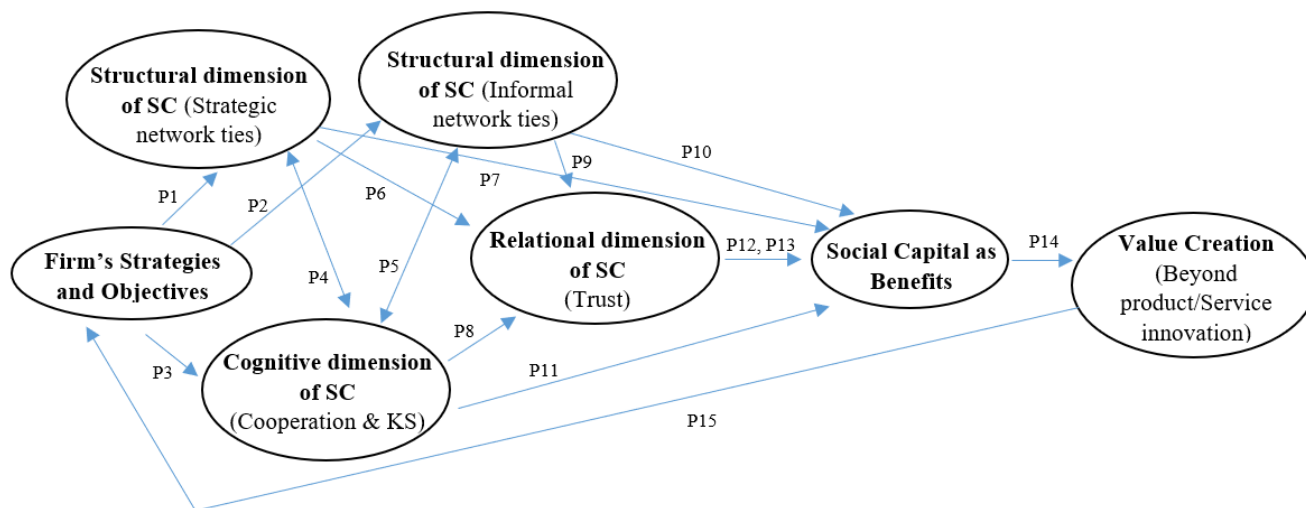 Structural dimension
of SC (Strategic
network ties)
Structural dimension
of SC (Informal
network ties)
P1
P2
P6
P7
P9
P10
Firm’s Strategies
and Objectives
P4
P5
Relational dimension
of SC
(Trust)
P12, P13
Social Capital as
Benefits
P14
Value Creation
(Beyond
product/Service
innovation)
P3
Cognitive dimension
of SC
(Cooperation & KS)
P8
P11
P15